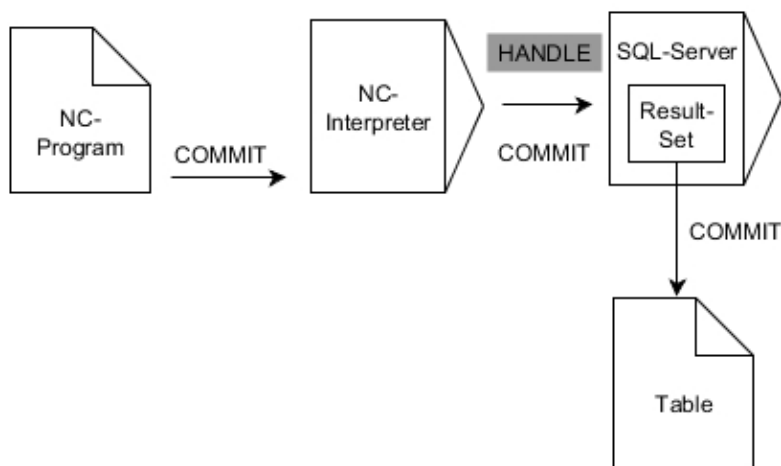 NC-
Program
COMMIT
NC-
Interpreter
HANDLE
COMMIT
SQL-Server
Result-
Set
COMMIT
Table